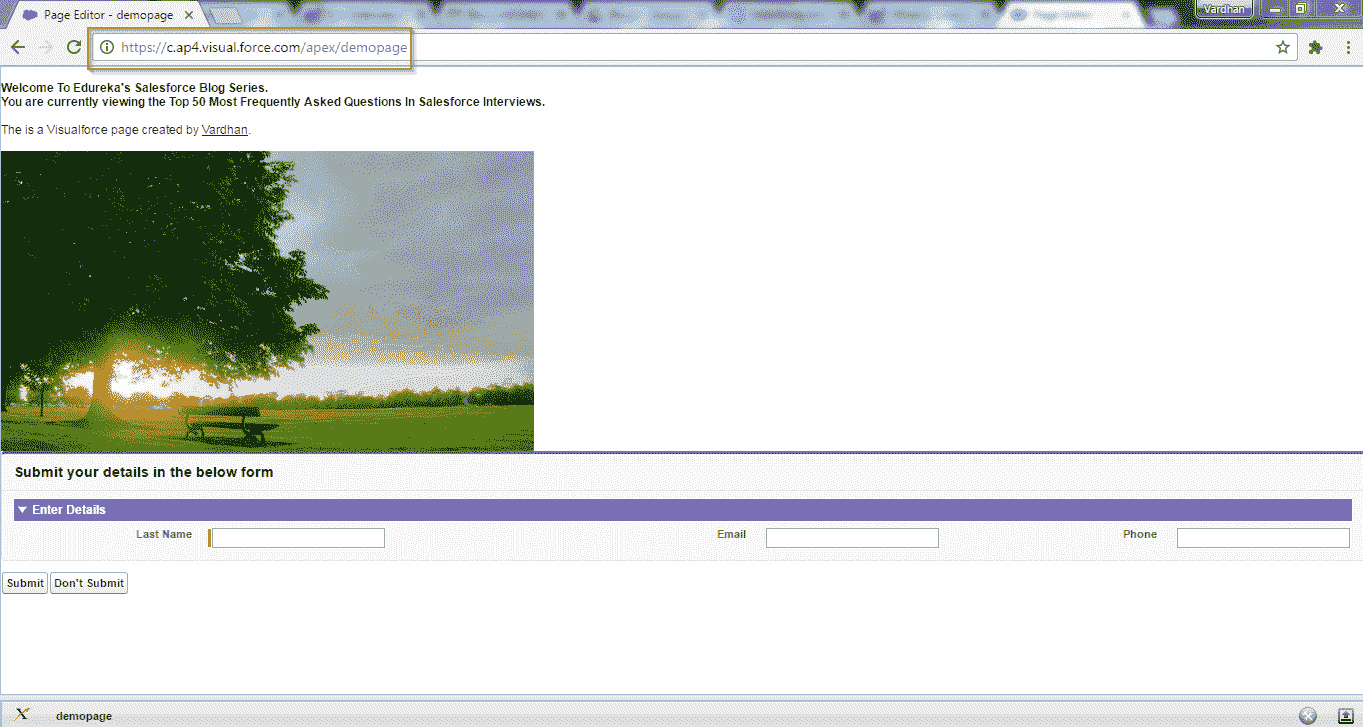 Page Editor - demopage
Vardhan
https://c.ap4.visual.force.com/apex/demopage
Welcome To Edureka's Salesforce Blog Series.
You are currently viewing the Top 50 Most Frequently Asked Questions In Salesforce Interviews.
The is a Visualforce page created by Vardhan.
Submit your details in the below form
Enter Details
Last Name Email Phone
Submit Don't Submit
demopage